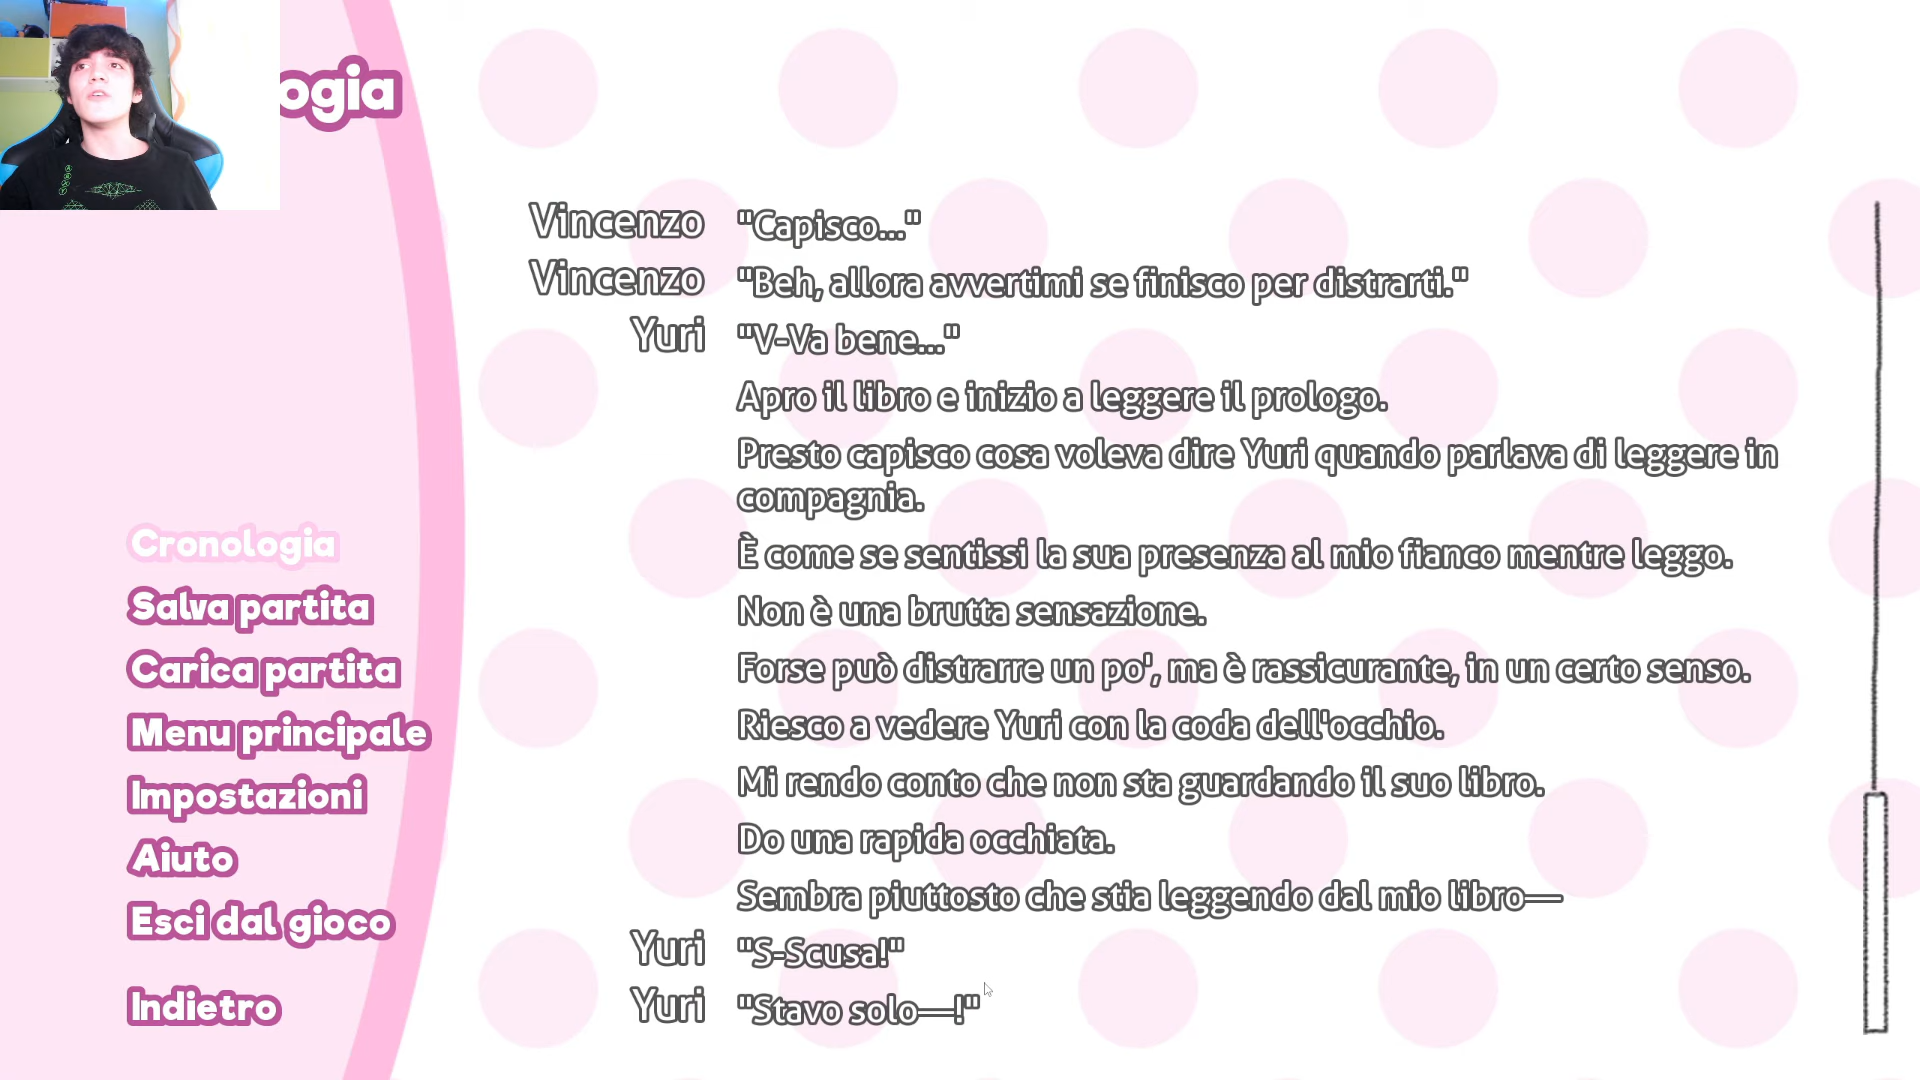 ogia
Vincenzo "Capisco..."
Vincenzo "Beh, allora avvertimi se finisco per distrarti."
Yuri "V-Va bene..."
Apro il libro e inizio a leggere il prologo.
Presto capisco cosa voleva dire Yuri quando parlava di leggere in
compagnia.
È come se sentissi la sua presenza al mio fianco mentre leggo.
Non è una brutta sensazione.
Forse può distrarre un po', ma è rassicurante, in un certo senso.
Riesco a vedere Yuri con la coda dell'occhio.
Mi rendo conto che non sta guardando il suo libro.
Do una rapida occhiata.
Sembra piuttosto che stia leggendo dal mio libro—
Yuri "S-Scusa!"
Yuri "Stavo solo—!"
Cronologia
Salva partita
Carica partita
Menu principale
Impostazioni
Aiuto
Esci dal gioco
Indietro